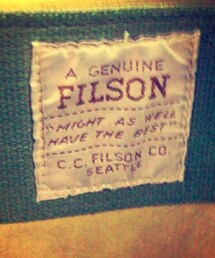 A GENUINE
FILSON
"MIGHT AS WELL
HAVE THE BEST"
C.C. FILSON CO.
SEATTLE